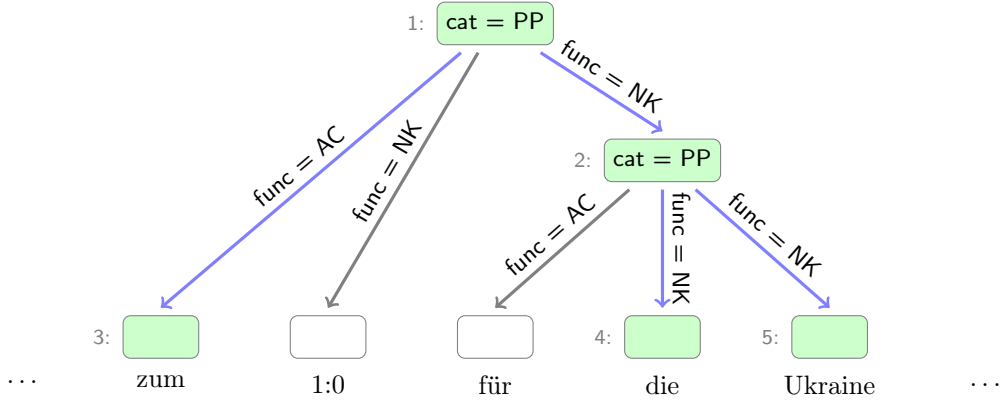 1: cat = PP
func = AC
func = NK
func = NK
2: cat = PP
func = AC
func = NK
func = NK
3: 4: 5:
... zum 1:0 für die Ukraine ...